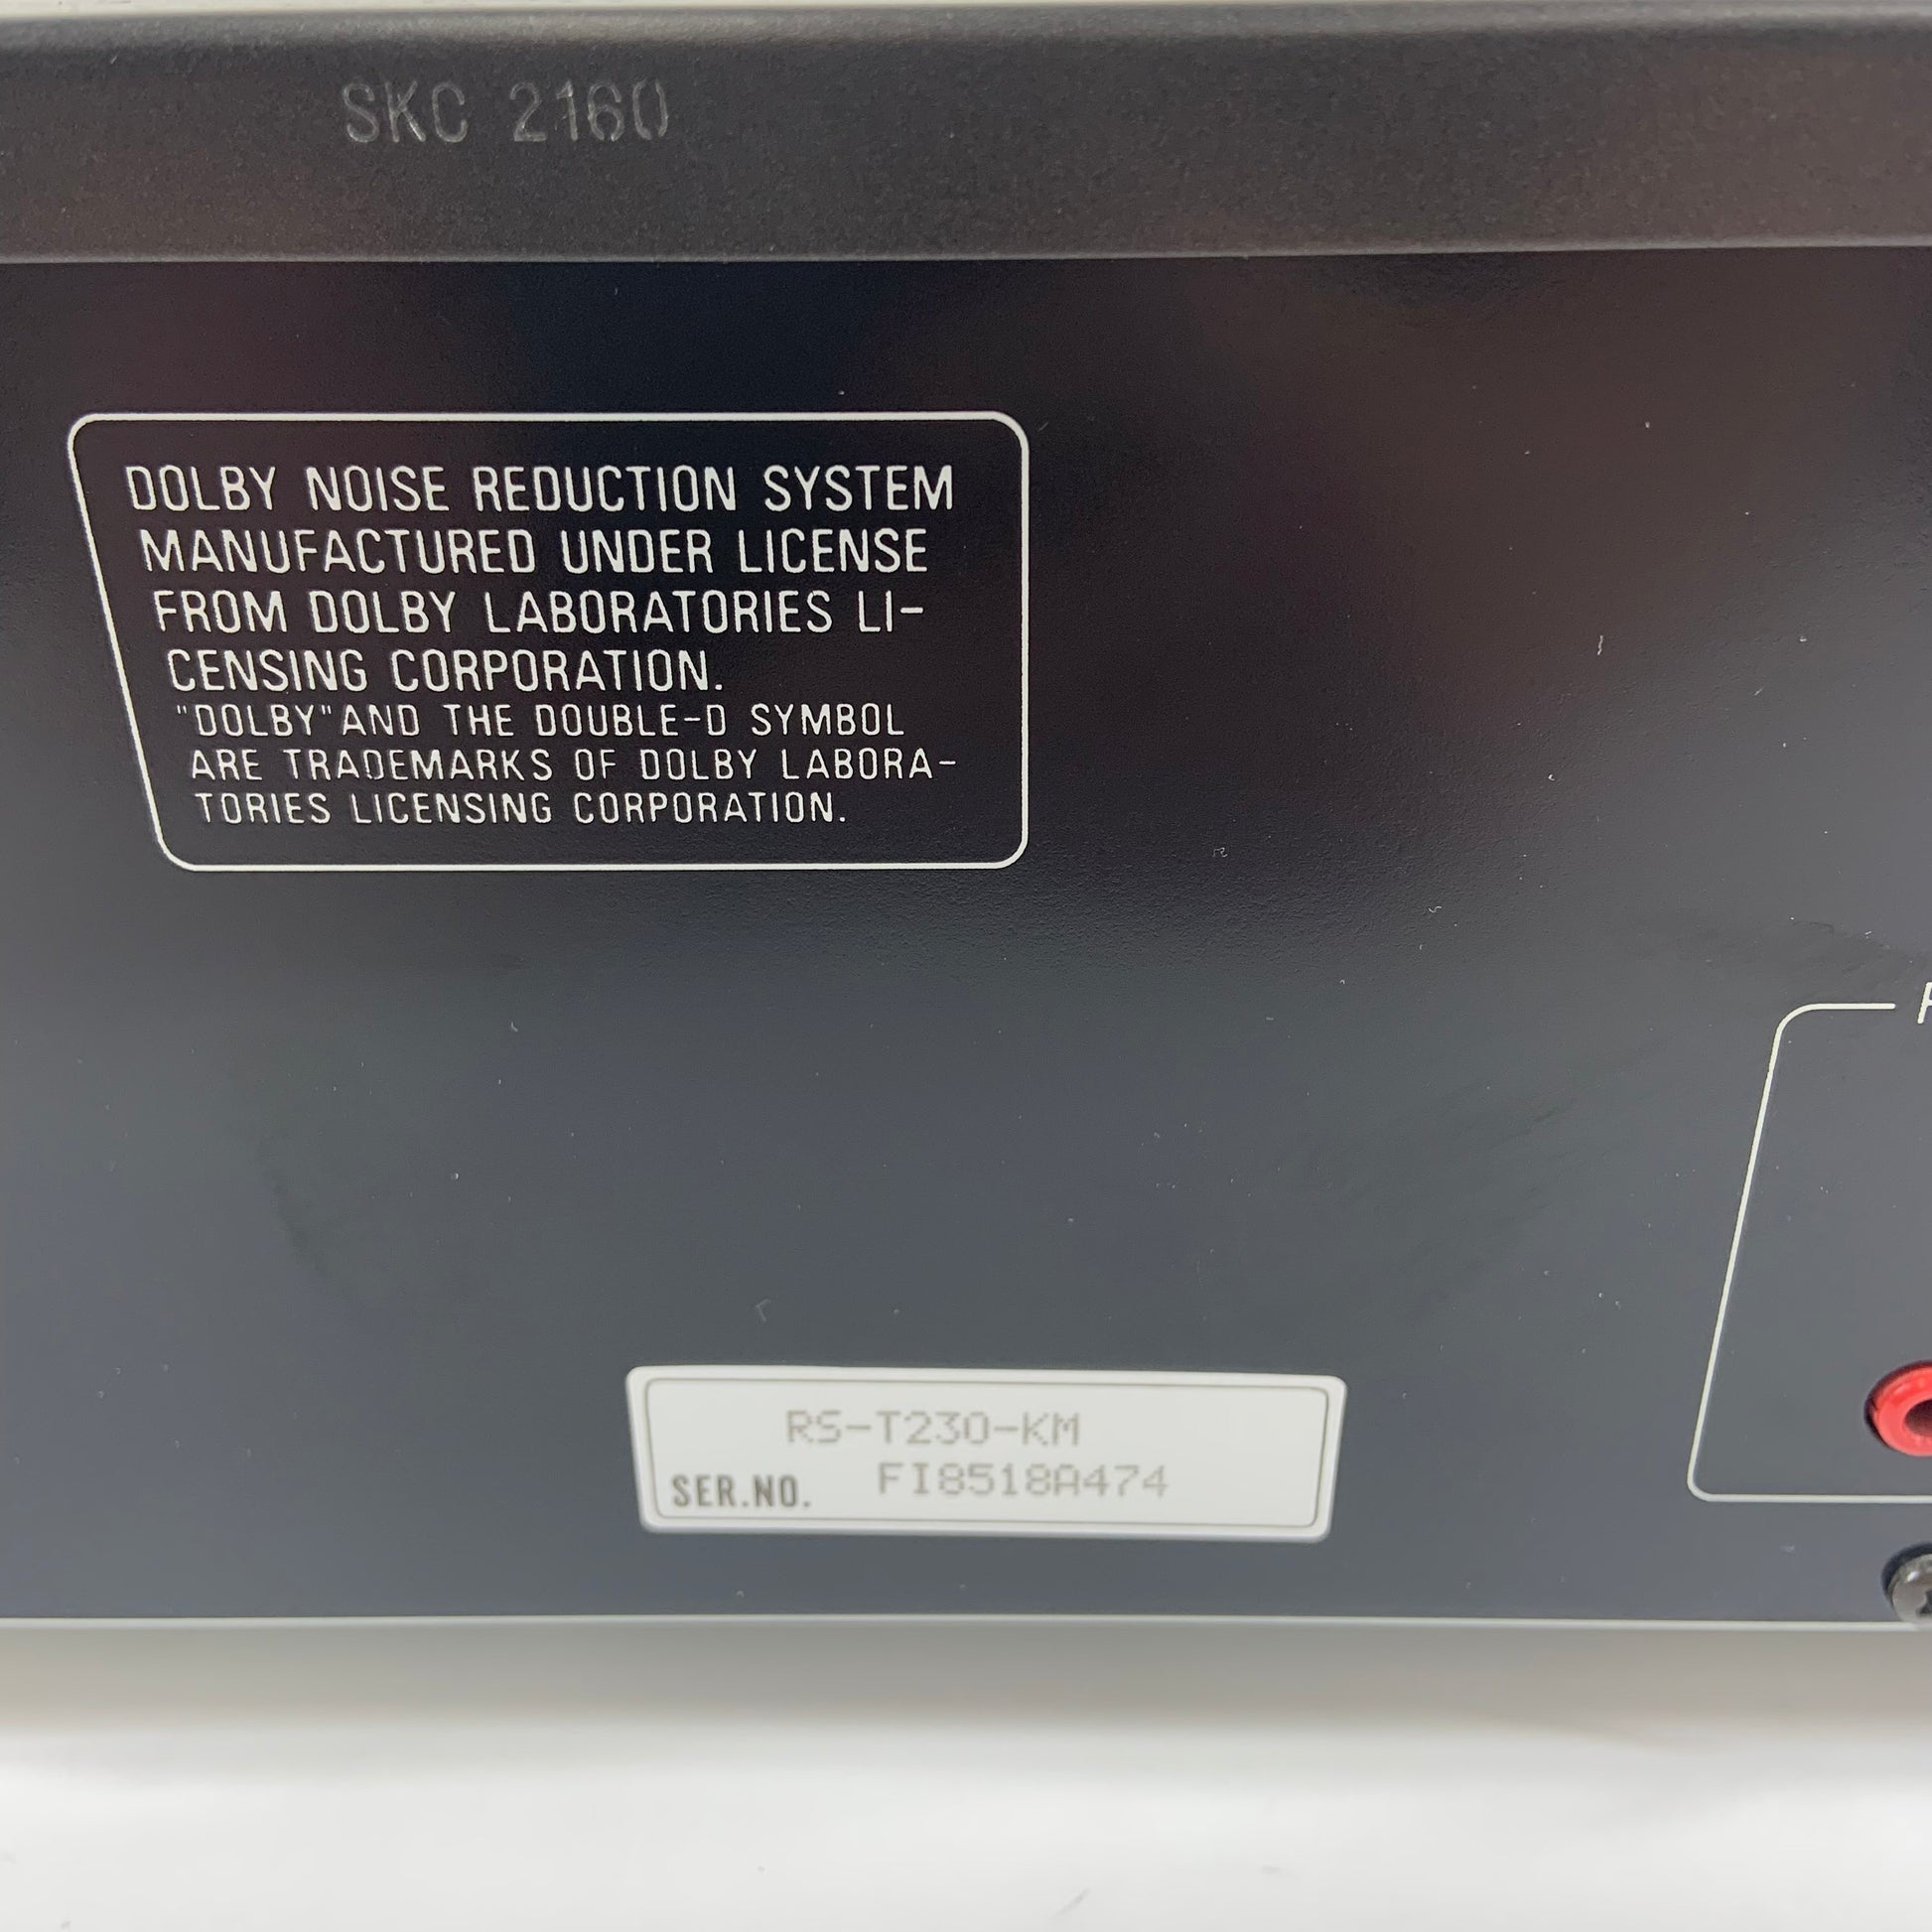 SKC 2160
DOLBY NOISE REDUCTION SYSTEM
MANUFACTURED UNDER LICENSE
FROM DOLBY LABORATORIES LI-
CENSING CORPORATION.
"DOLBY" AND THE DOUBLE-D SYMBOL
ARE TRADEMARKS OF DOLBY LABORA-
TORIES LICENSING CORPORATION.
RS-T230-KM
SER.NO. FI8518A474